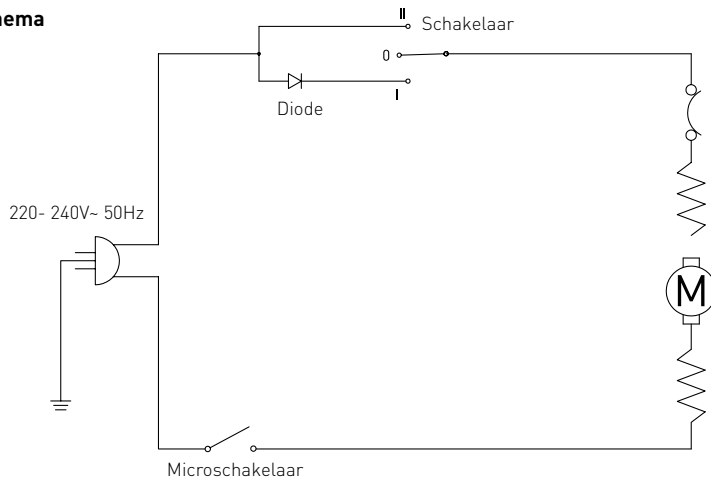 hema
II
Schakelaar
0
I
Diode
220- 240V~ 50Hz
M
Microschakelaar